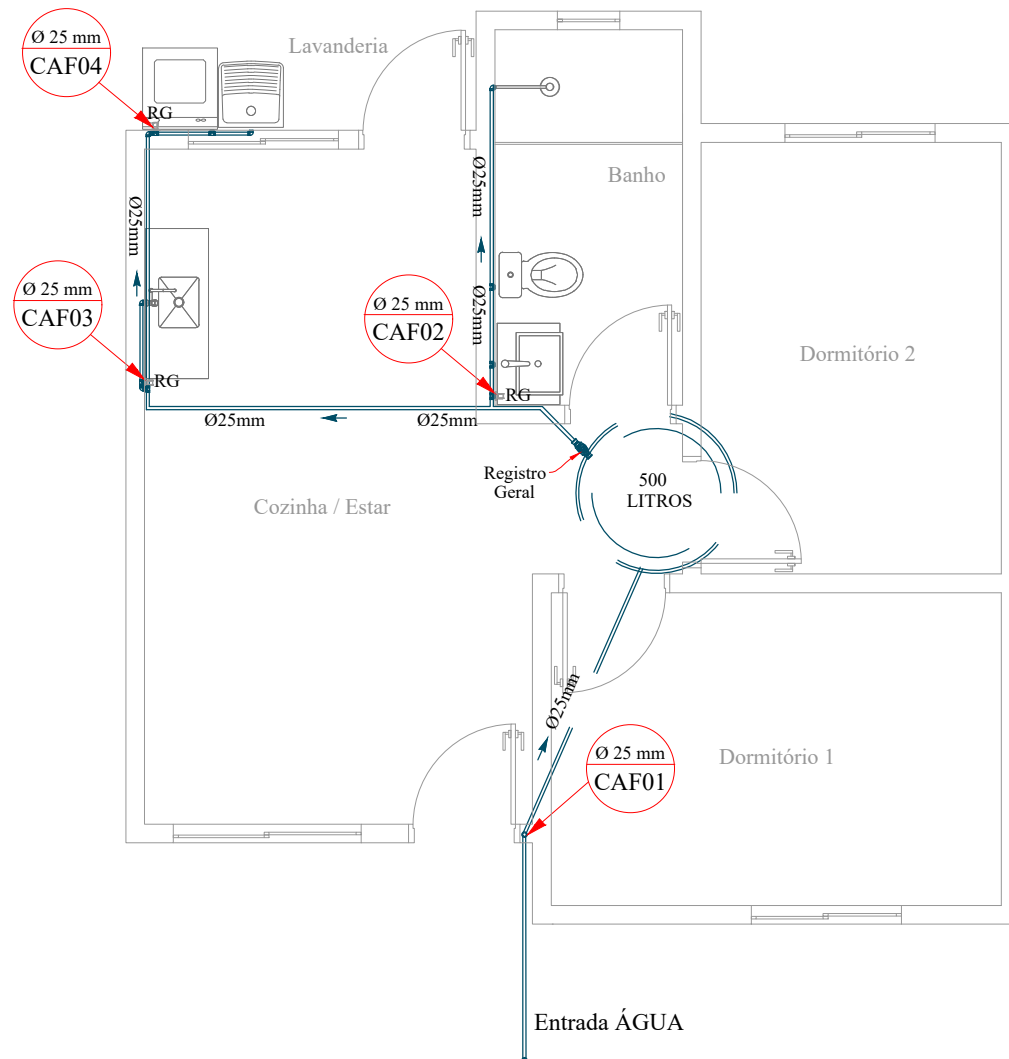 Ø 25 mm
CAF04
Lavanderia
RG
Ø25mm
Banho
Ø25mm
Ø 25 mm
CAF03
Ø 25 mm
CAF02
Ø25mm
Dormitório 2
RG
RG
Ø25mm
Ø25mm
Registro
Geral
500
LITROS
Cozinha / Estar
Ø25mm
Ø 25 mm
CAF01
Dormitório 1
Entrada ÁGUA